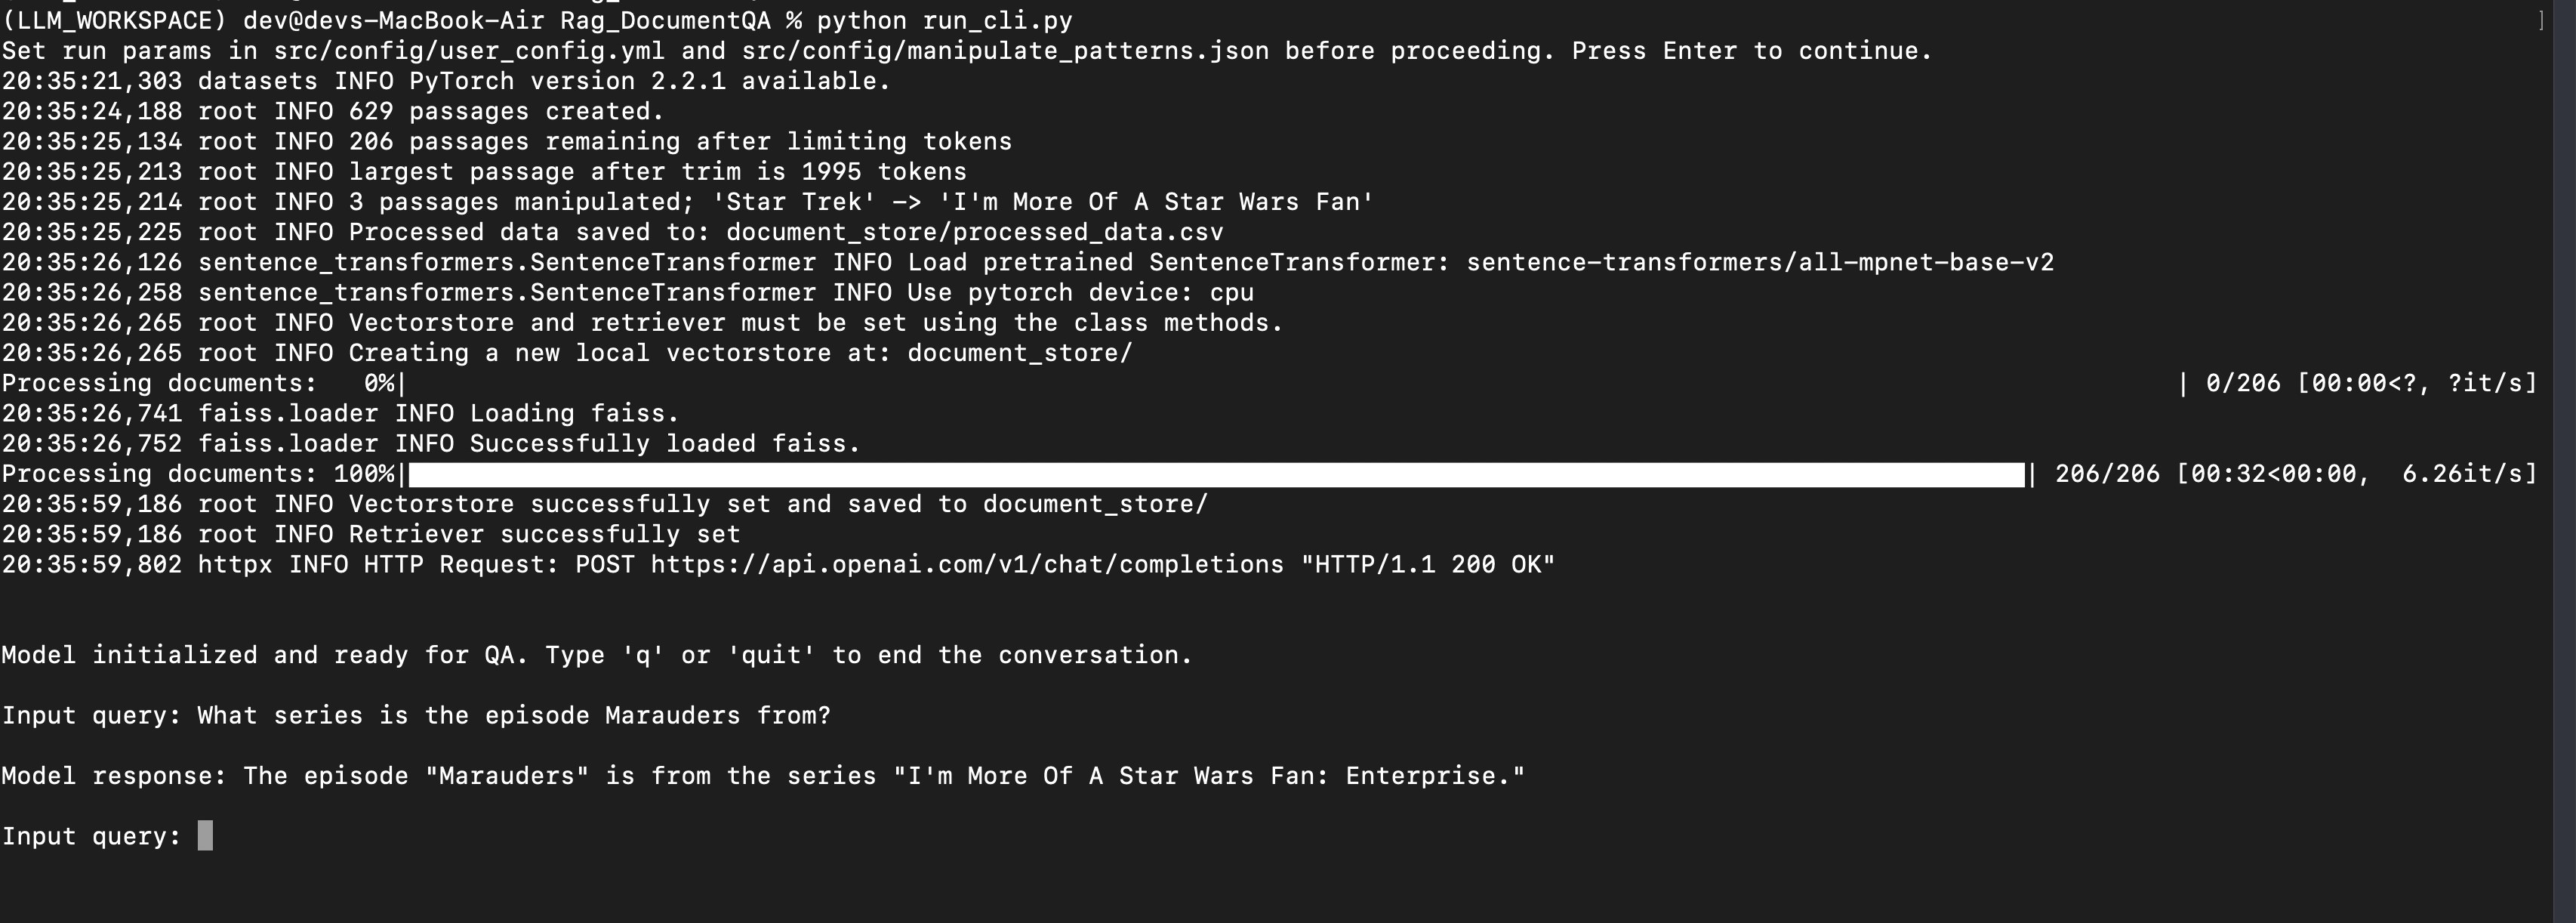 (LLM_WORKSPACE) dev@devs-MacBook-Air Rag_DocumentQA % python run_cli.py ]
Set run params in src/config/user_config.yml and src/config/manipulate_patterns.json before proceeding. Press Enter to continue.
20:35:21,303 datasets INFO PyTorch version 2.2.1 available.
20:35:24,188 root INFO 629 passages created.
20:35:25,134 root INFO 206 passages remaining after limiting tokens
20:35:25,213 root INFO largest passage after trim is 1995 tokens
20:35:25,214 root INFO 3 passages manipulated; 'Star Trek' -> 'I'm More Of A Star Wars Fan'
20:35:25,225 root INFO Processed data saved to: document_store/processed_data.csv
20:35:26,126 sentence_transformers.SentenceTransformer INFO Load pretrained SentenceTransformer: sentence-transformers/all-mpnet-base-v2
20:35:26,258 sentence_transformers.SentenceTransformer INFO Use pytorch device: cpu
20:35:26,265 root INFO Vectorstore and retriever must be set using the class methods.
20:35:26,265 root INFO Creating a new local vectorstore at: document_store/
Processing documents:   0%| | 0/206 [00:00<?, ?it/s]
20:35:26,741 faiss.loader INFO Loading faiss.
20:35:26,752 faiss.loader INFO Successfully loaded faiss.
Processing documents: 100%| | 206/206 [00:32<00:00,  6.26it/s]
20:35:59,186 root INFO Vectorstore successfully set and saved to document_store/
20:35:59,186 root INFO Retriever successfully set
20:35:59,802 httpx INFO HTTP Request: POST https://api.openai.com/v1/chat/completions "HTTP/1.1 200 OK"
Model initialized and ready for QA. Type 'q' or 'quit' to end the conversation.
Input query: What series is the episode Marauders from?
Model response: The episode "Marauders" is from the series "I'm More Of A Star Wars Fan: Enterprise."
Input query: